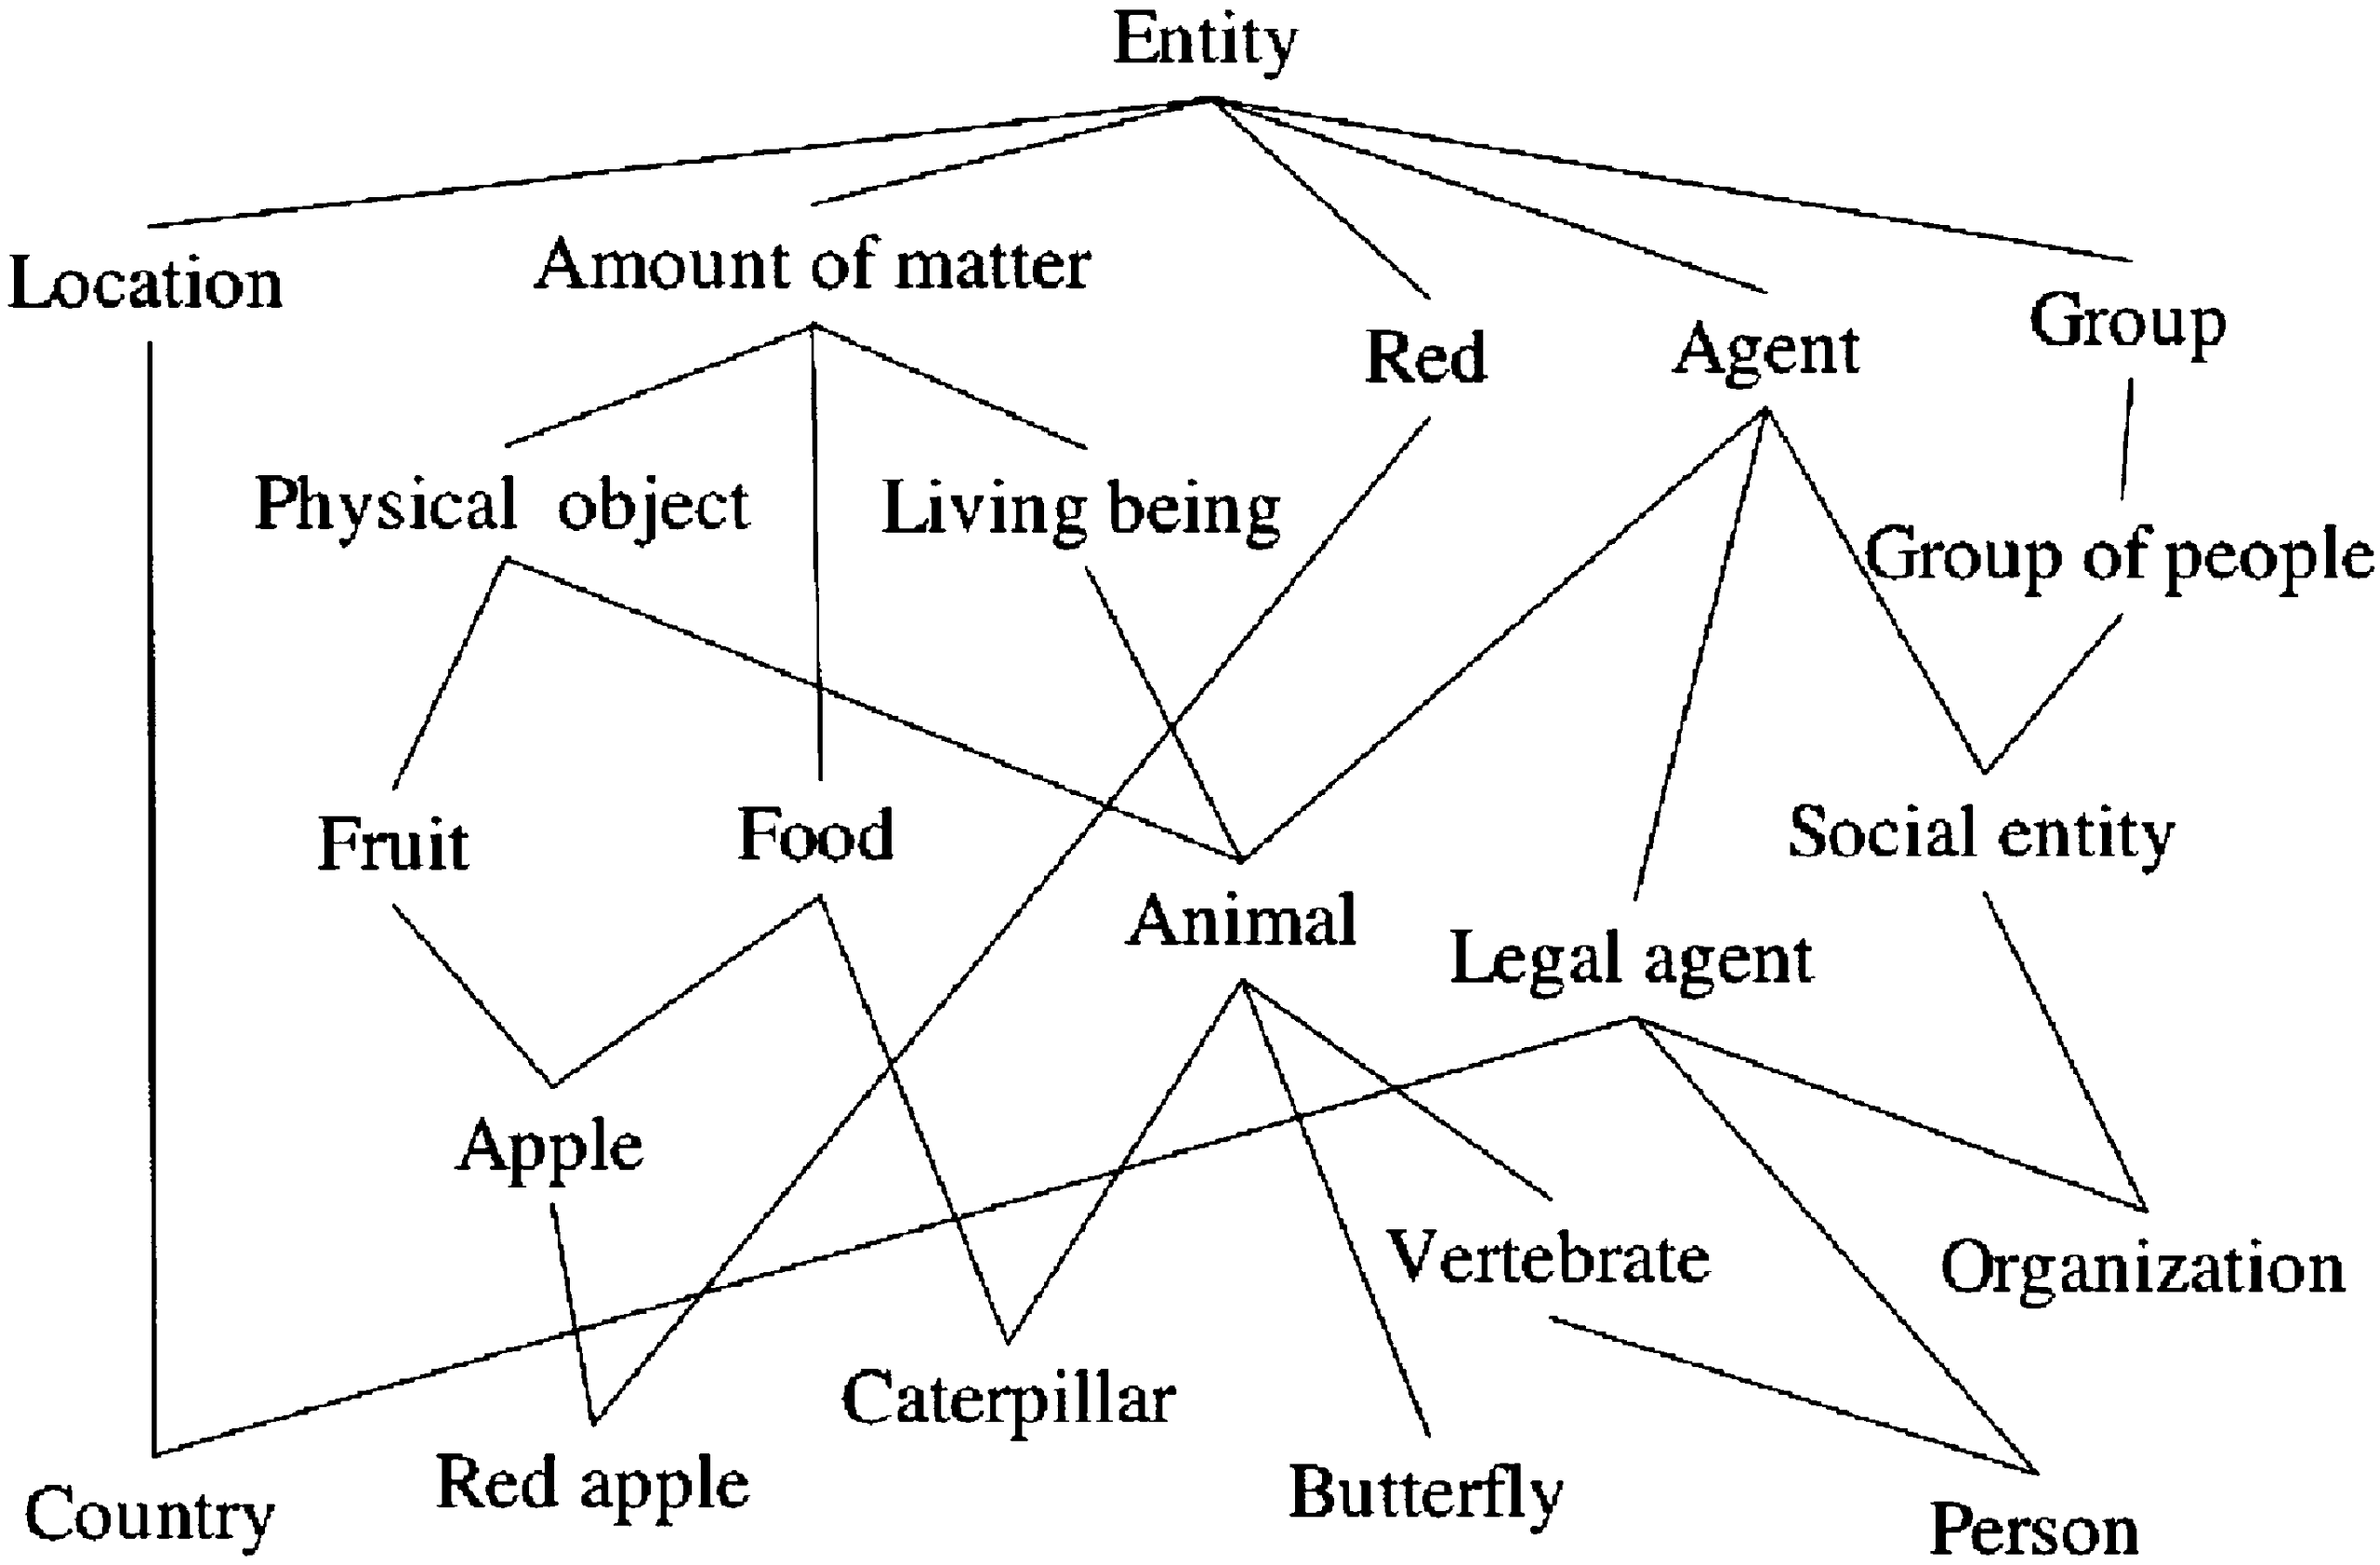 Entity
Location
Amount of matter
Red
Agent
Group
Physical object
Living being
Group of people
Fruit
Food
Animal
Legal agent
Social entity
Apple
Vertebrate
Organization
Country
Red apple
Caterpillar
Butterfly
Person